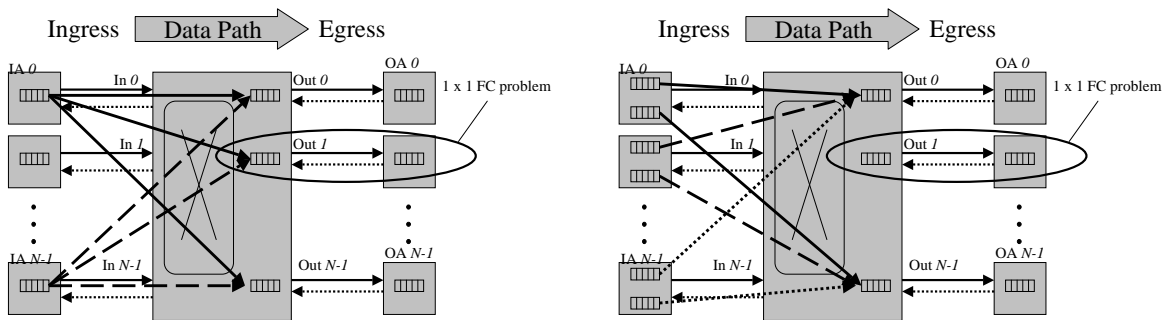 Ingress Data Path Egress
IA 0 In 0 Out 0 OA 0
1 x 1 FC problem
In 1 Out 1
IA N-1 In N-1 Out N-1 OA N-1
Ingress Data Path Egress
IA 0 In 0 Out 0 OA 0
1 x 1 FC problem
In 1 Out 1
IA N-1 In N-1 Out N-1 OA N-1